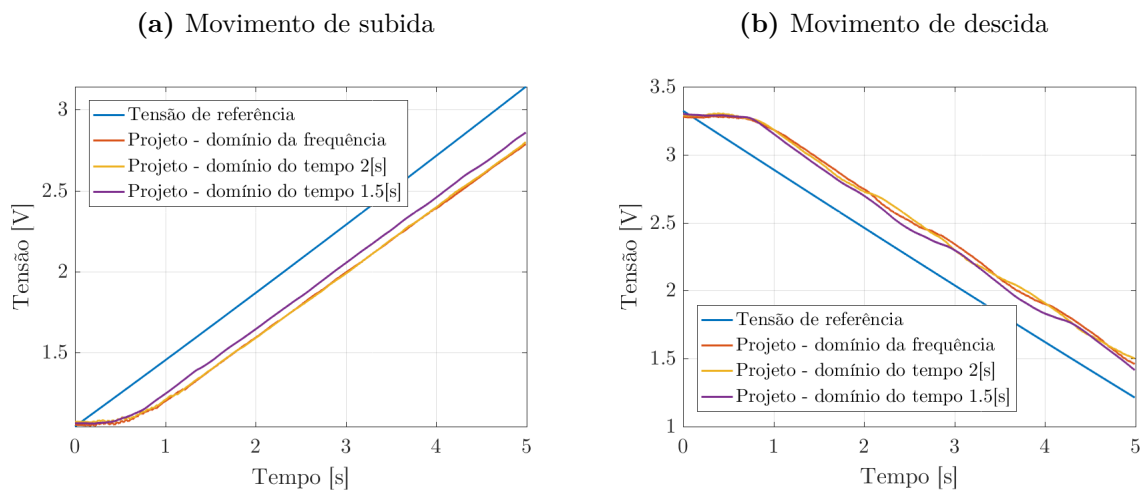 (a) Movimento de subida
Tensão [V]
3
2.5
2
1.5
Tensão de referência
Projeto - domínio da frequência
Projeto - domínio do tempo 2[s]
Projeto - domínio do tempo 1.5[s]
0 1 2 3 4 5
Tempo [s]
(b) Movimento de descida
Tensão [V]
3.5
3
2.5
2
1.5
1
Tensão de referência
Projeto - domínio da frequência
Projeto - domínio do tempo 2[s]
Projeto - domínio do tempo 1.5[s]
0 1 2 3 4 5
Tempo [s]